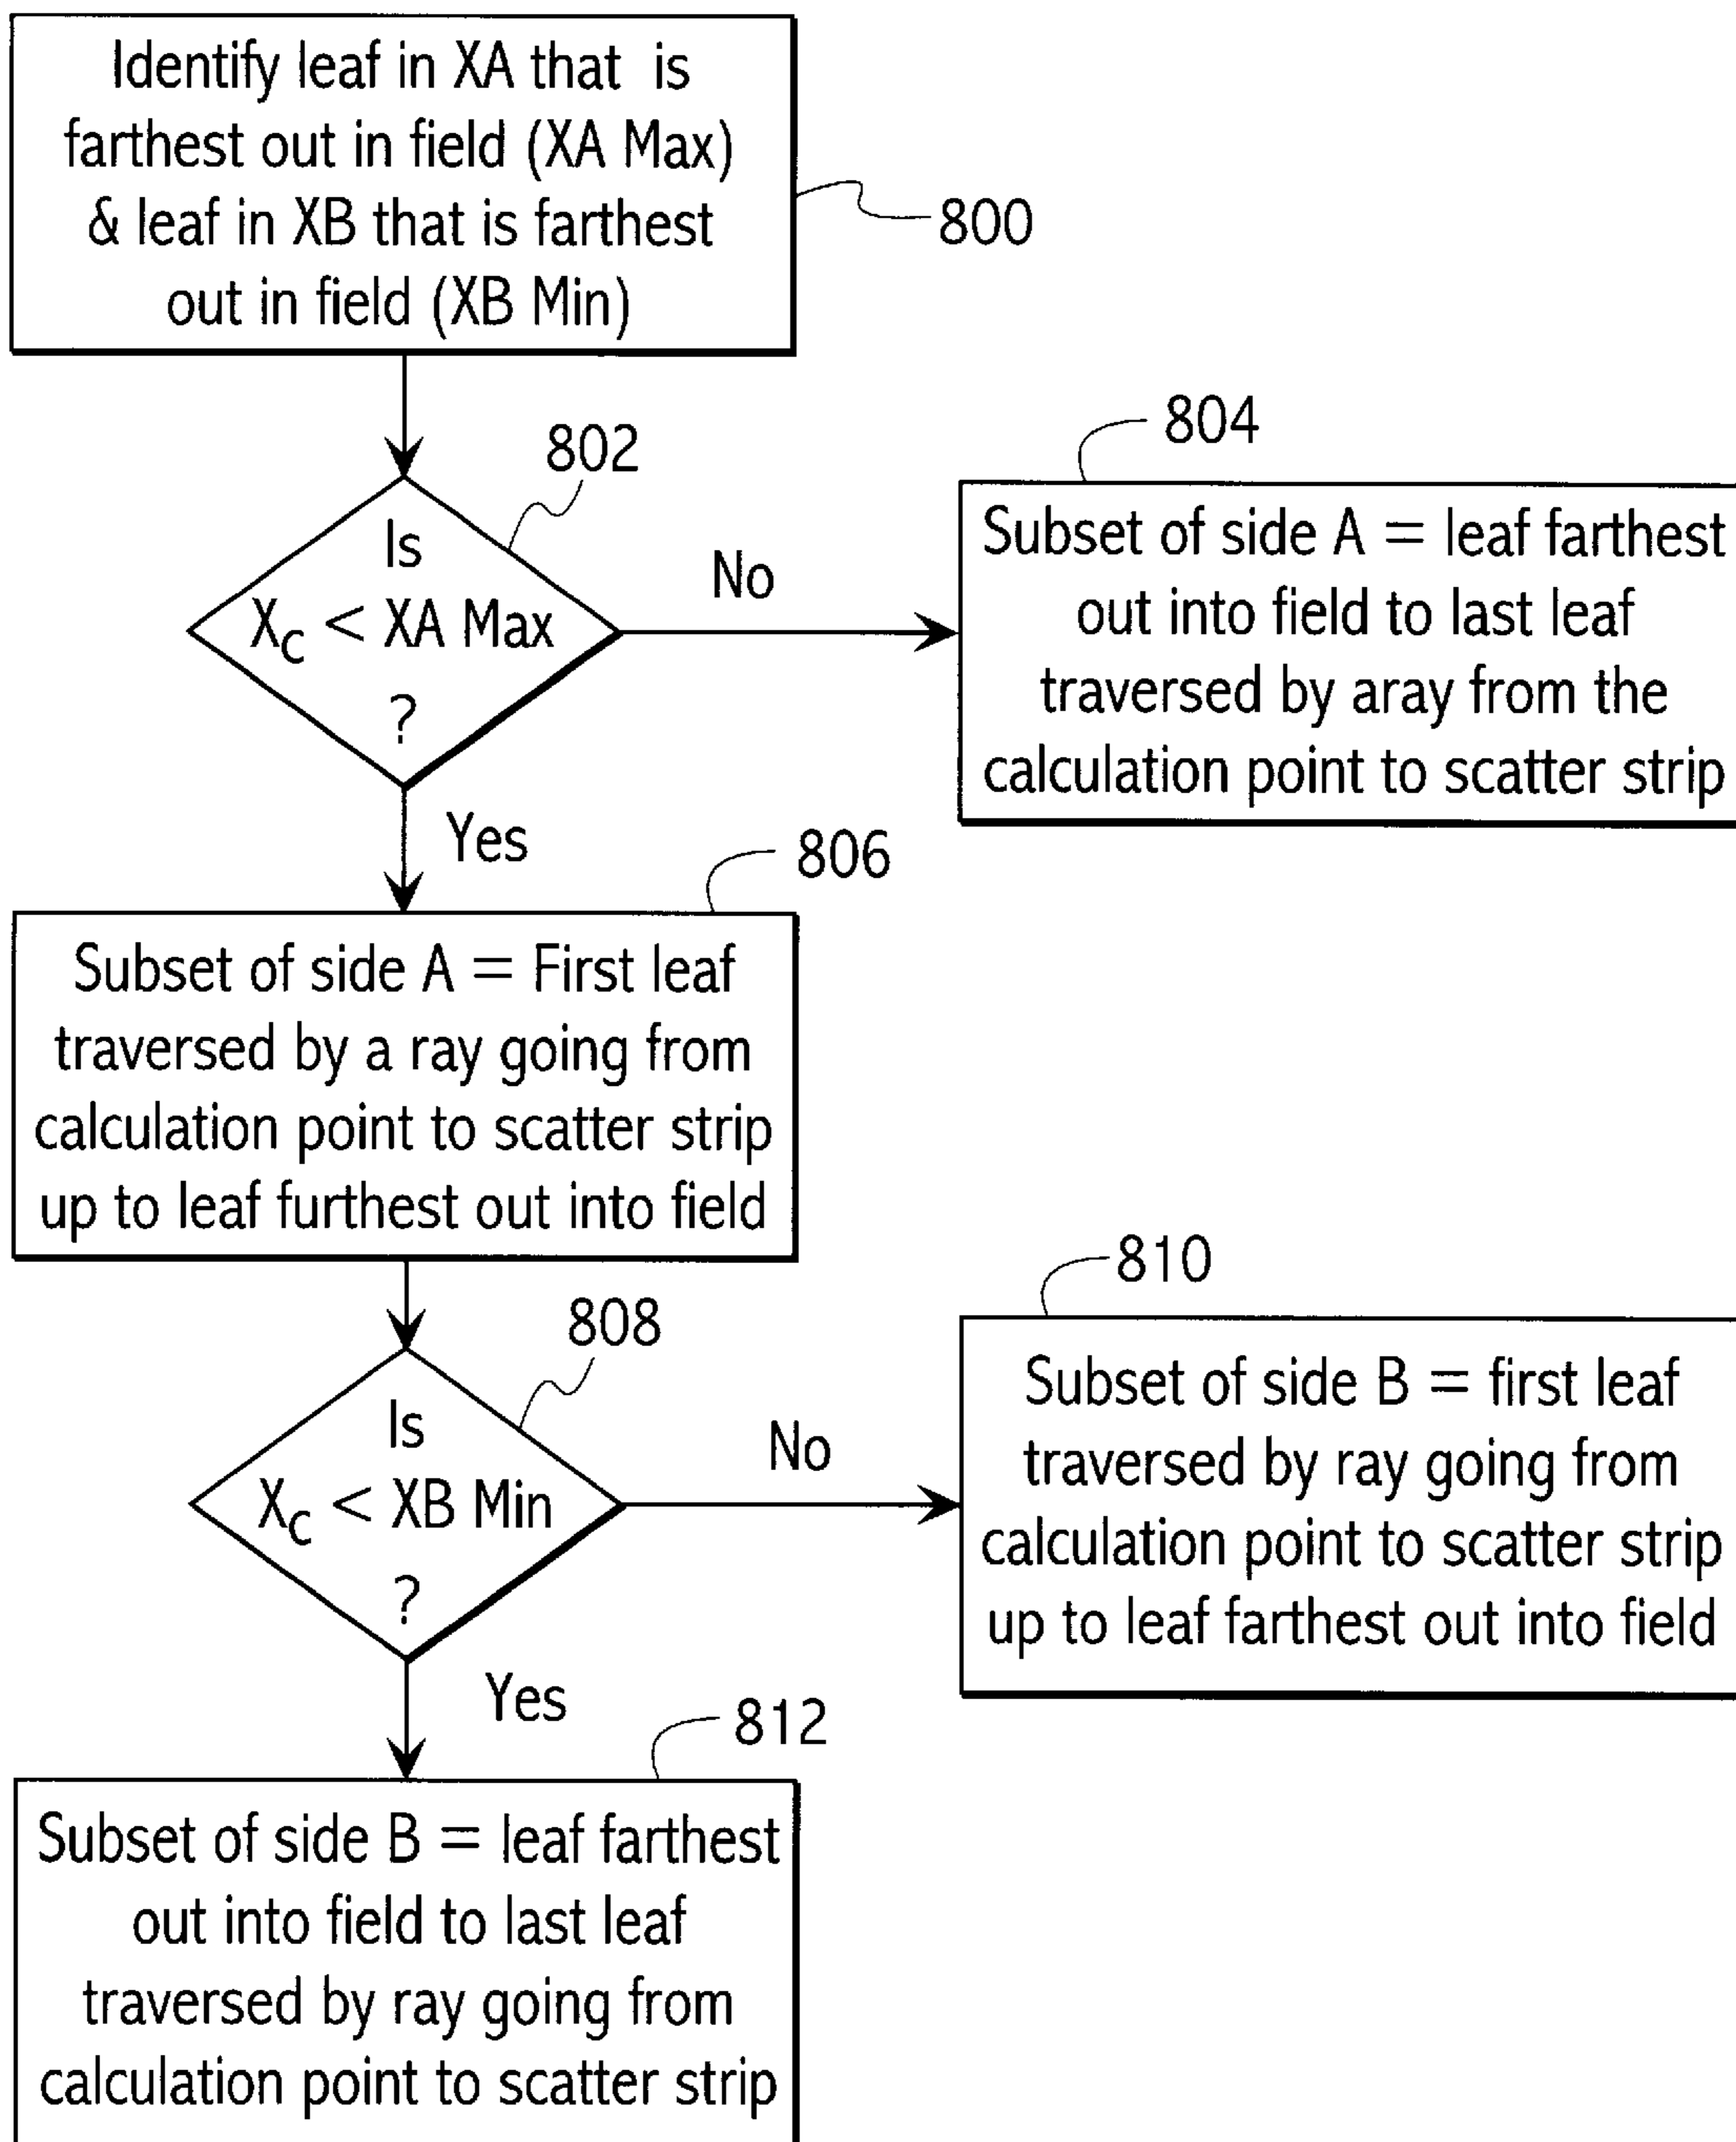 Identify leaf in XA that is
farthest out in field (XA Max)
& leaf in XB that is farthest
out in field (XB Min)
800
802
Is
Xc < XA Max
?
No
804
Subset of side A = leaf farthest
out into field to last leaf
traversed by aray from the
calculation point to scatter strip
Yes
806
Subset of side A = First leaf
traversed by a ray going from
calculation point to scatter strip
up to leaf furthest out into field
808
Is
Xc < XB Min
?
No
810
Subset of side B = first leaf
traversed by ray going from
calculation point to scatter strip
up to leaf farthest out into field
Yes
812
Subset of side B = leaf farthest
out into field to last leaf
traversed by ray going from
calculation point to scatter strip